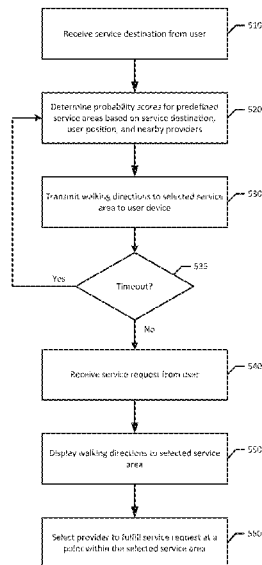 Receive service destination from user
510
Determine probability scores for predefined
service areas based on service destination,
user position, and nearby providers
520
Transmit walking directions to selected service
area to user device
530
Timeout?
535
Yes
No
Receive service request from user
540
Display walking directions to selected service
area
550
Select provider to fulfill service request at a
point within the selected service area
560